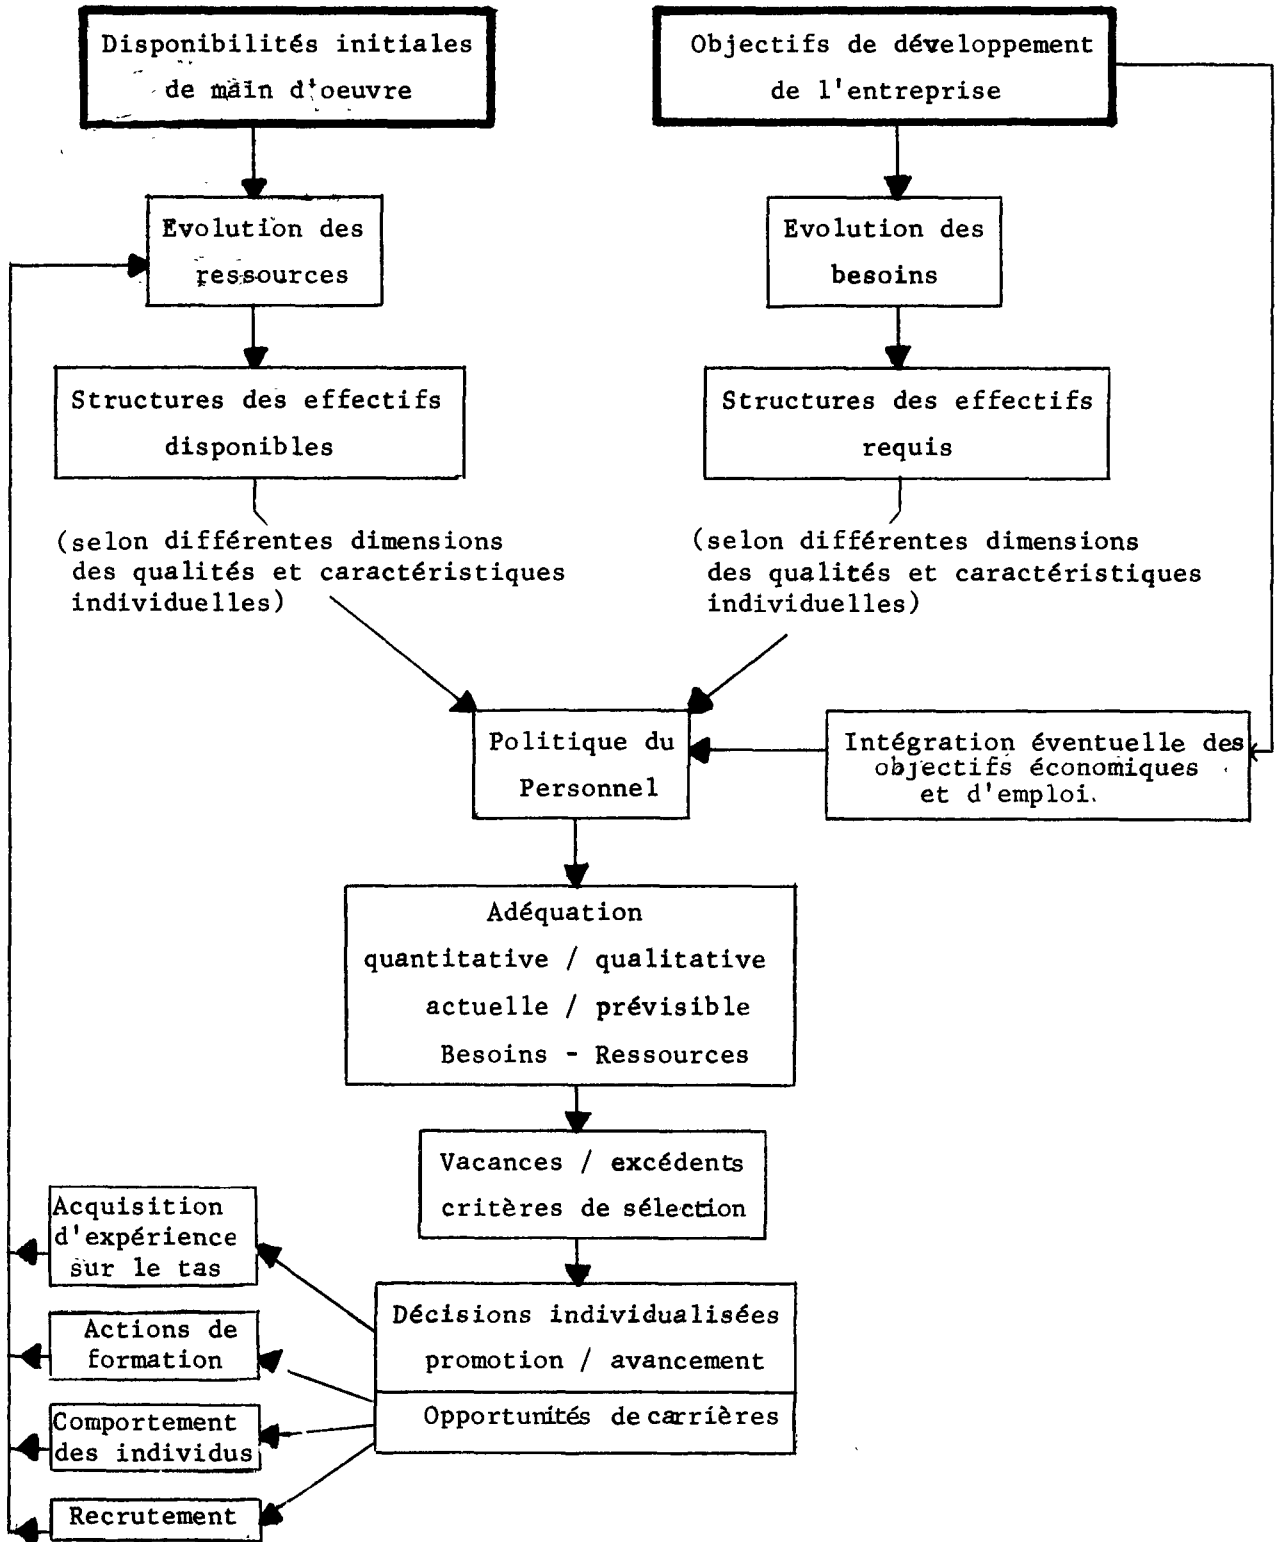 Disponibilités initiales
de main d'oeuvre
Objectifs de développement
de l'entreprise
Evolution des
ressources
Evolution des
besoins
Structures des effectifs
disponibles
Structures des effectifs
requis
(selon différentes dimensions
des qualités et caractéristiques
individuelles)
(selon différentes dimensions
des qualités et caractéristiques
individuelles)
Politique du
Personnel
Intégration éventuelle des
objectifs économiques
et d'emploi.
Adéquation
quantitative / qualitative
actuelle / prévisible
Besoins - Ressources
Vacances / excédents
critères de sélection
Acquisition
d'expérience
sur le tas
Actions de
formation
Comportement
des individus
Recrutement
Décisions individualisées
promotion / avancement
Opportunités de carrières